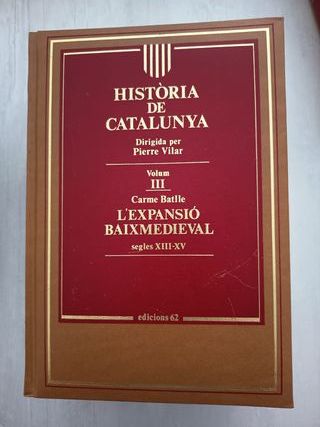 HISTÒRIA
DE
CATALUNYA
Dirigida per
Pierre Vilar
Volum
III
Carme Batlle
L'EXPANSIÓ
BAIXMEDIEVAL
segles XIII-XV
edicions 62